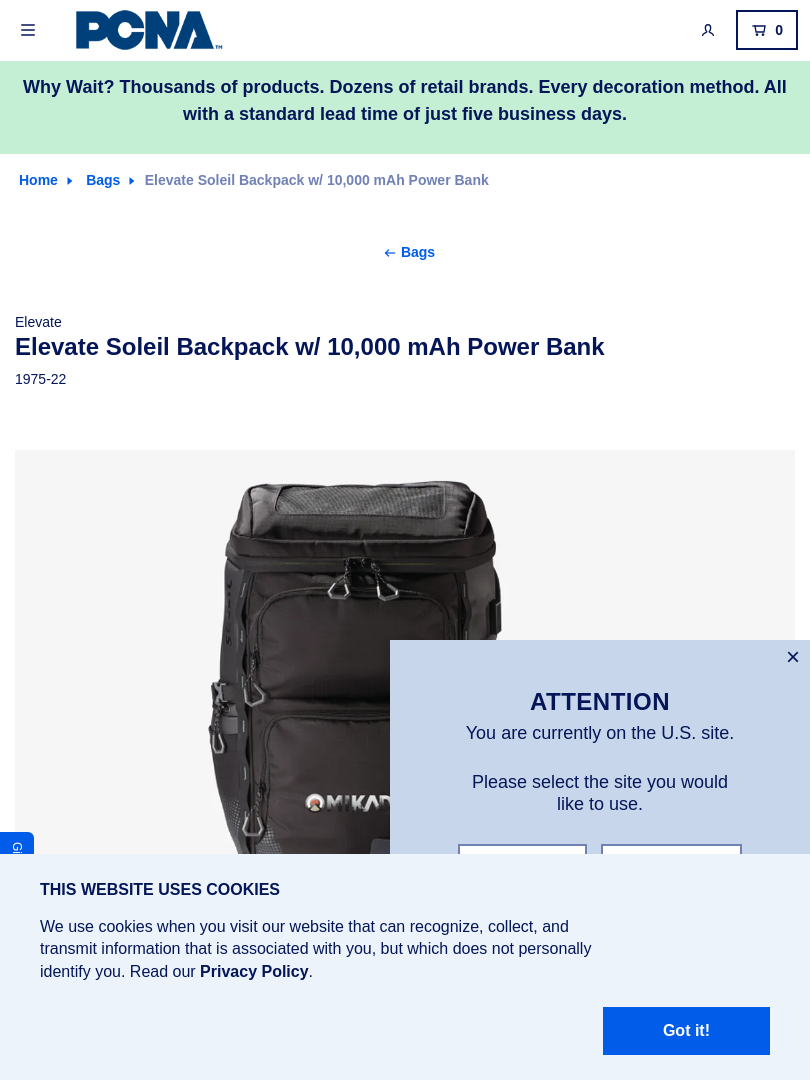 PCNA™
0
Why Wait? Thousands of products. Dozens of retail brands. Every decoration method. All
with a standard lead time of just five business days.
Home
Bags
Elevate Soleil Backpack w/ 10,000 mAh Power Bank
Bags
Elevate
Elevate Soleil Backpack w/ 10,000 mAh Power Bank
1975-22
ATTENTION
You are currently on the U.S. site.
Please select the site you would
like to use.
THIS WEBSITE USES COOKIES
We use cookies when you visit our website that can recognize, collect, and
transmit information that is associated with you, but which does not personally
identify you. Read our Privacy Policy.
Got it!